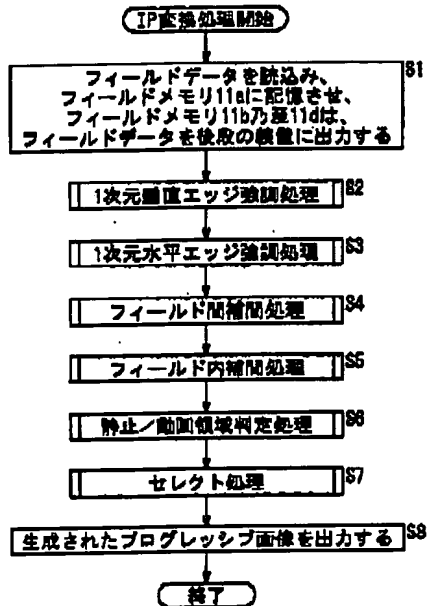 IP変換処理開始
フィールドデータを読込み、
フィールドメモリ11aに記憶させ、
フィールドメモリ11b乃至11dは、
フィールドデータを後段の装置に出力する
S1
1次元垂直エッジ強調処理
S2
1次元水平エッジ強調処理
S3
フィールド間補間処理
S4
フィールド内補間処理
S5
静止／動画領域判定処理
S6
セレクト処理
S7
生成されたプログレッシブ画像を出力する
S8
終了